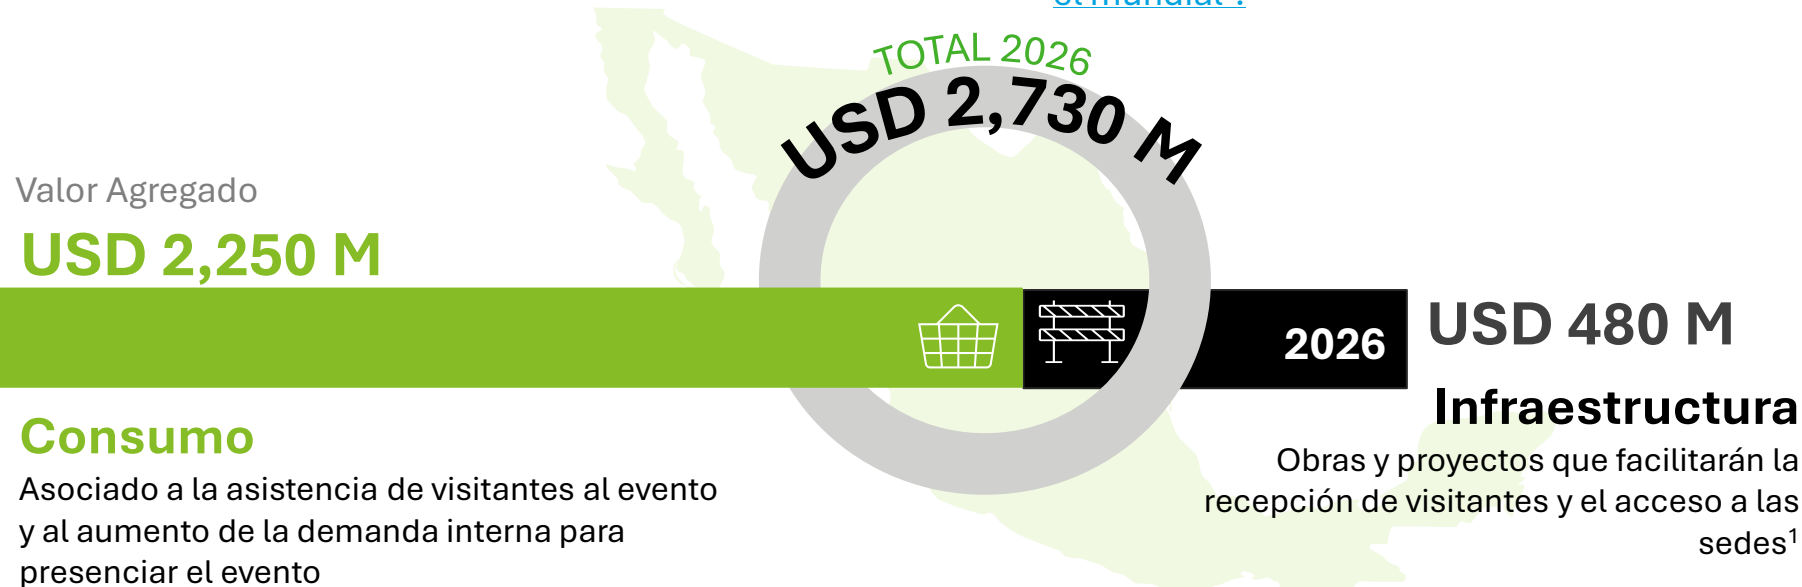 el mundial
TOTAL 2026
USD 2,730 M
Valor Agregado
USD 2,250 M
2026
USD 480 M
Consumo
Asociado a la asistencia de visitantes al evento
y al aumento de la demanda interna para
presenciar el evento
Infraestructura
Obras y proyectos que facilitarán la
recepción de visitantes y el acceso a las
sedes¹